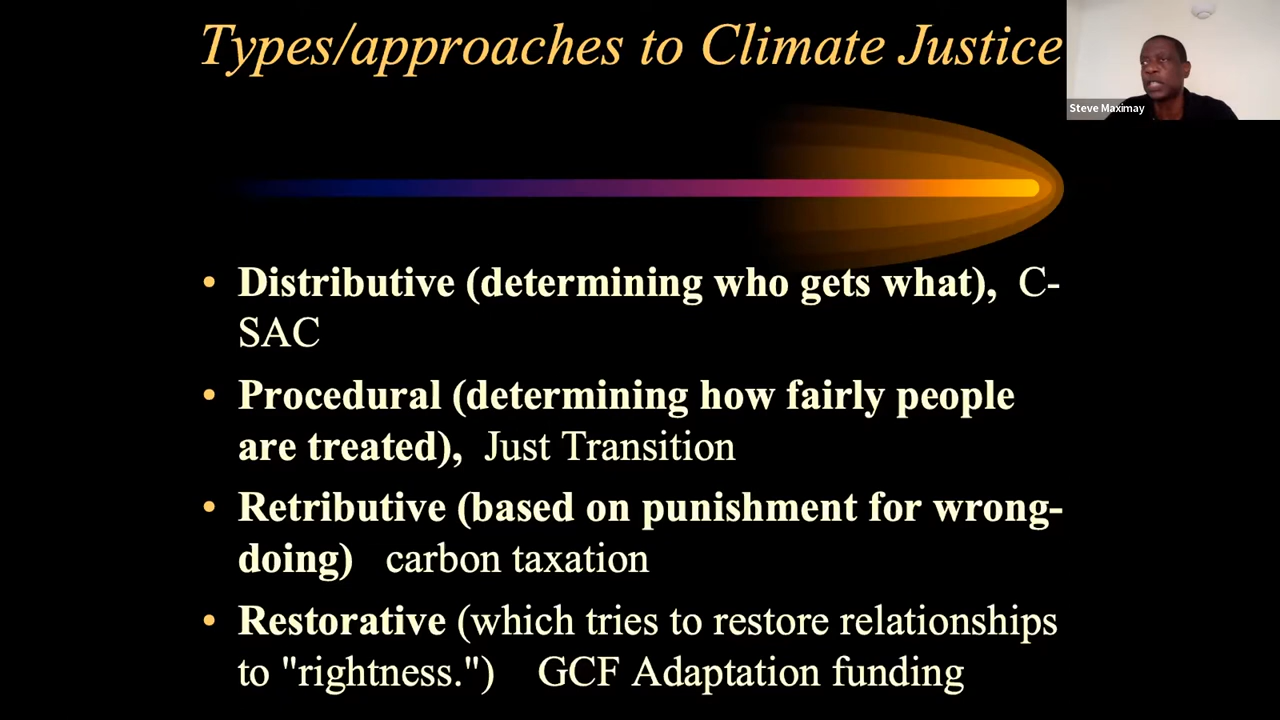 Types/approaches to Climate Justice
Steve Maximay
• Distributive (determining who gets what), C-
SAC
• Procedural (determining how fairly people
are treated), Just Transition
• Retributive (based on punishment for wrong-
doing) carbon taxation
• Restorative (which tries to restore relationships
to "rightness.") GCF Adaptation funding